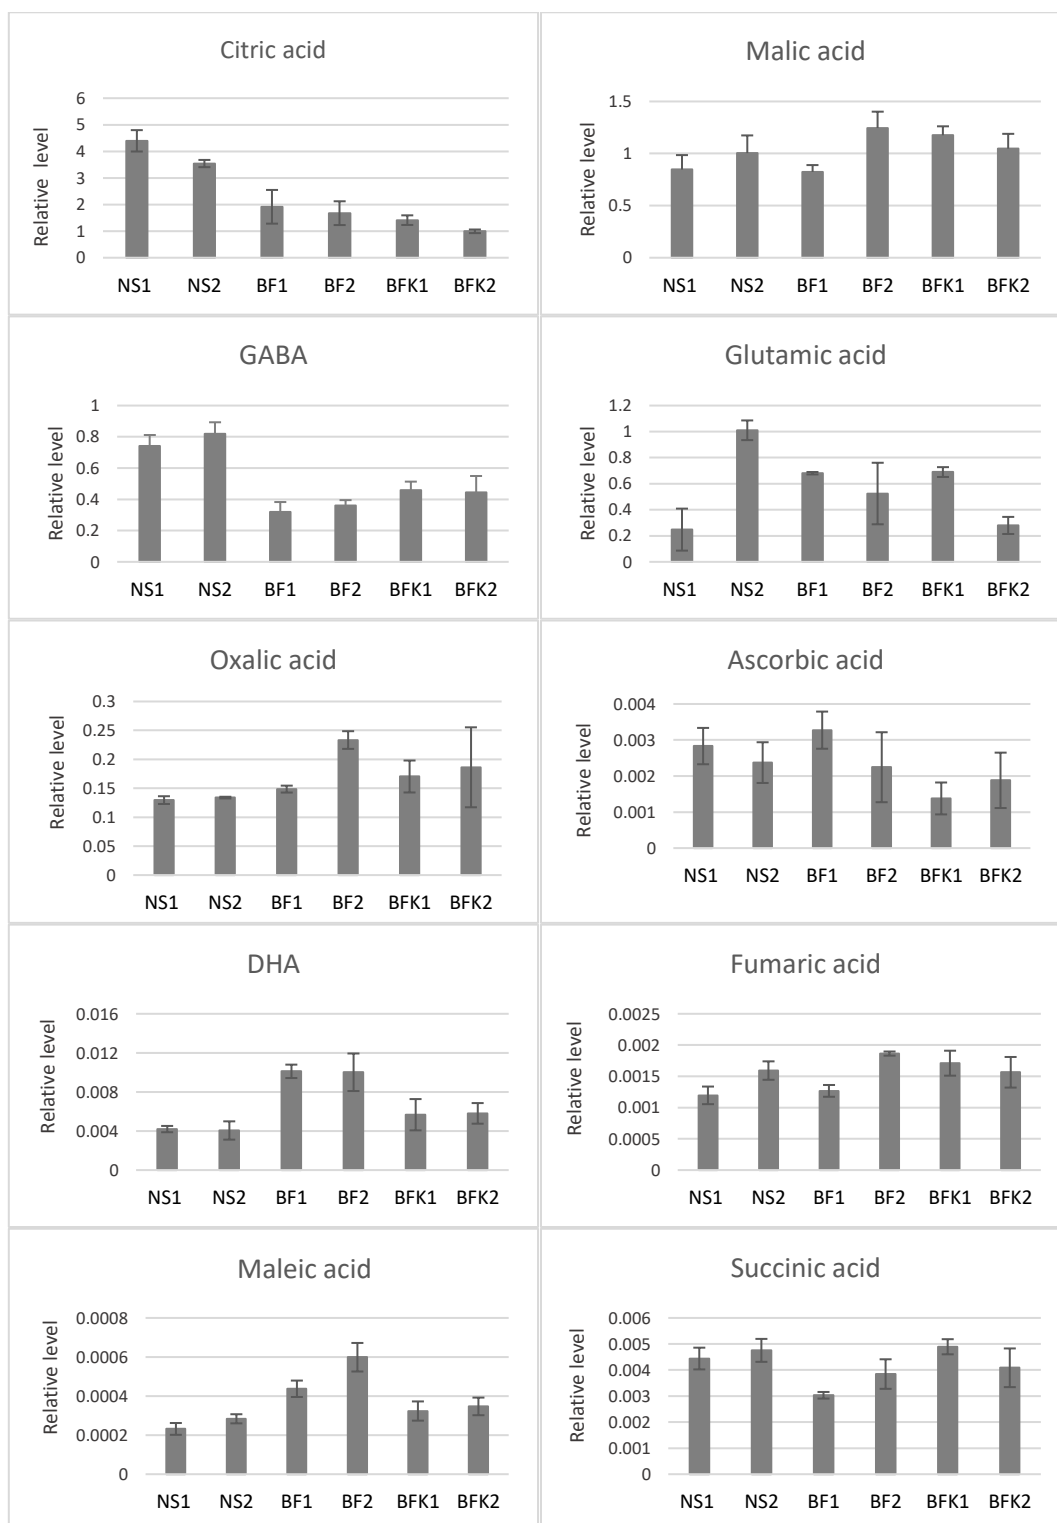 Citric acid
Relative level
6
5
4
3
2
1
0
NS1 NS2 BF1 BF2 BFK1 BFK2
Malic acid
Relative level
1.5
1
0.5
0
NS1 NS2 BF1 BF2 BFK1 BFK2
GABA
Relative level
1
0.8
0.6
0.4
0.2
0
NS1 NS2 BF1 BF2 BFK1 BFK2
Glutamic acid
Relative level
1.2
1
0.8
0.6
0.4
0.2
0
NS1 NS2 BF1 BF2 BFK1 BFK2
Oxalic acid
Relative level
0.3
0.25
0.2
0.15
0.1
0.05
0
NS1 NS2 BF1 BF2 BFK1 BFK2
Ascorbic acid
Relative level
0.004
0.003
0.002
0.001
0
NS1 NS2 BF1 BF2 BFK1 BFK2
DHA
Relative level
0.016
0.012
0.008
0.004
0
NS1 NS2 BF1 BF2 BFK1 BFK2
Fumaric acid
Relative level
0.0025
0.002
0.0015
0.001
0.0005
0
NS1 NS2 BF1 BF2 BFK1 BFK2
Maleic acid
Relative level
0.0008
0.0006
0.0004
0.0002
0
NS1 NS2 BF1 BF2 BFK1 BFK2
Succinic acid
Relative level
0.006
0.005
0.004
0.003
0.002
0.001
0
NS1 NS2 BF1 BF2 BFK1 BFK2